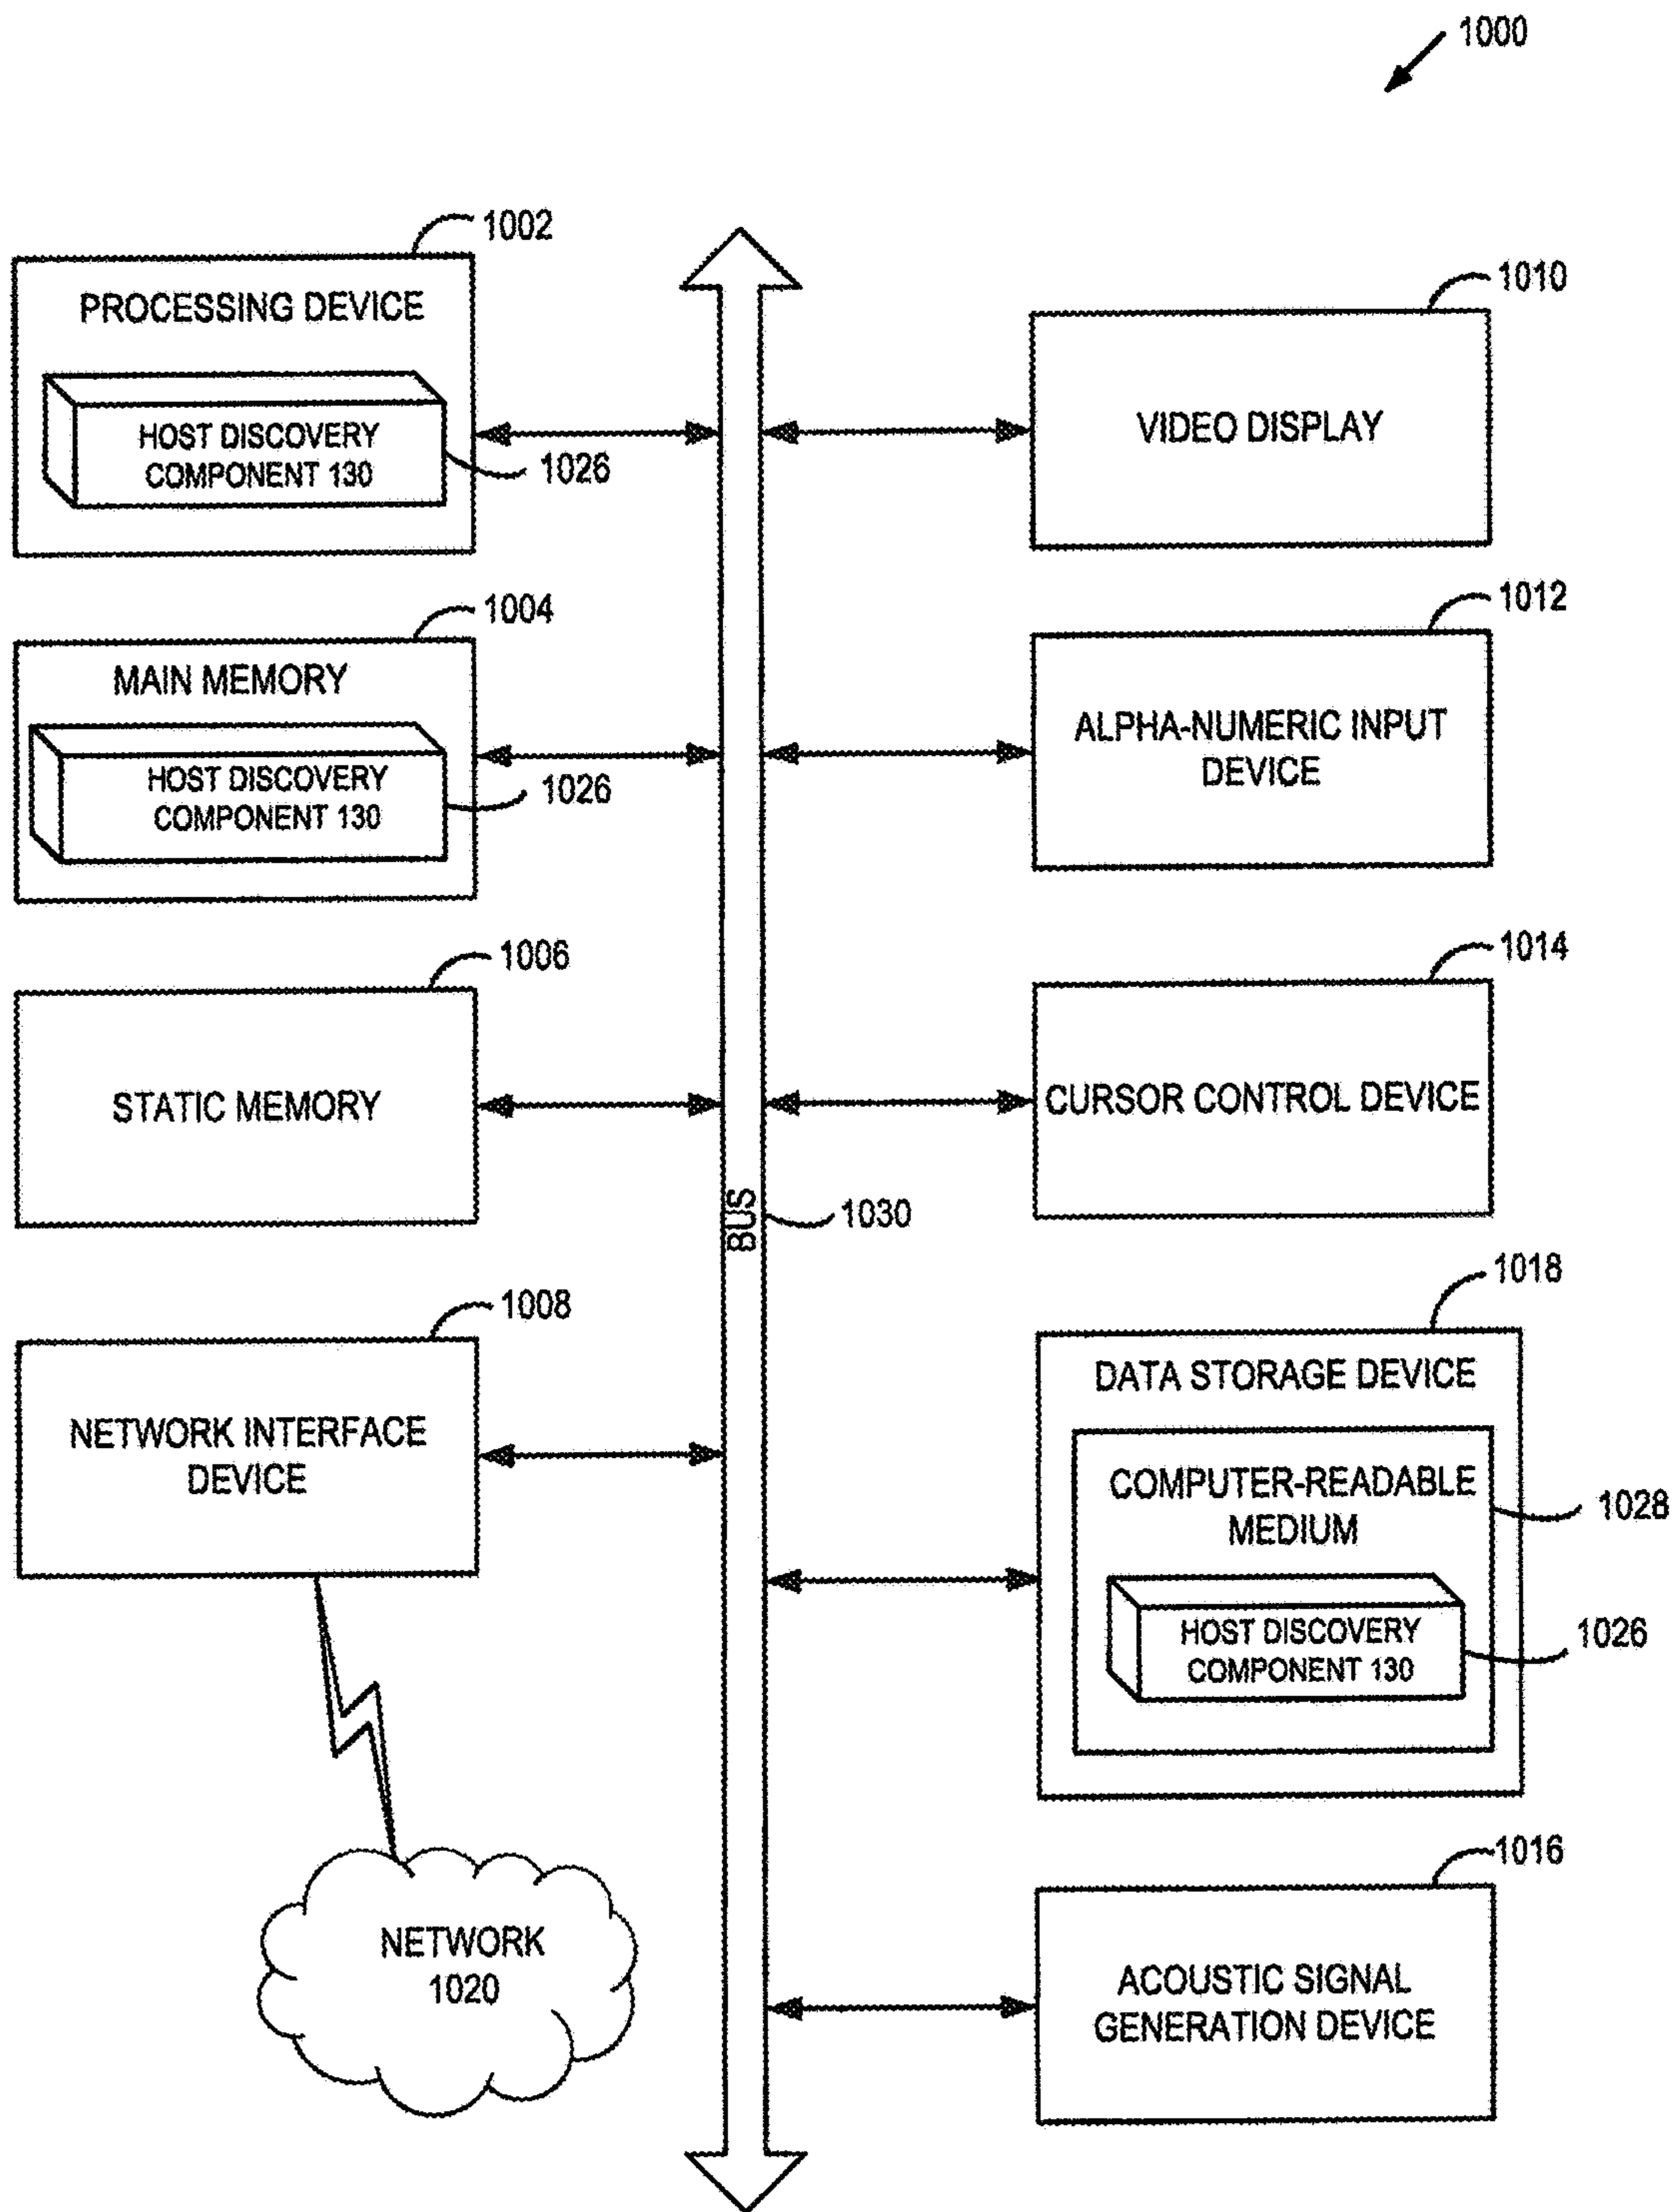 1000
1002
PROCESSING DEVICE
HOST DISCOVERY
COMPONENT 130
1026
1004
MAIN MEMORY
HOST DISCOVERY
COMPONENT 130
1026
1006
STATIC MEMORY
1008
NETWORK INTERFACE
DEVICE
NETWORK
1020
BUS
1030
1010
VIDEO DISPLAY
1012
ALPHA-NUMERIC INPUT
DEVICE
1014
CURSOR CONTROL DEVICE
1018
DATA STORAGE DEVICE
COMPUTER-READABLE
MEDIUM
1028
HOST DISCOVERY
COMPONENT 130
1026
1016
ACOUSTIC SIGNAL
GENERATION DEVICE